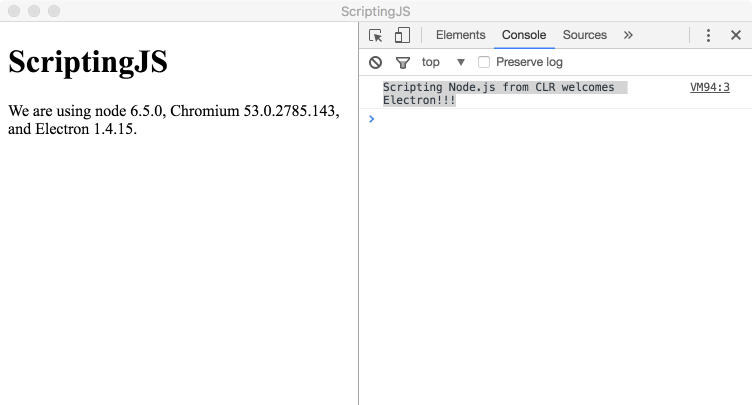 ScriptingJS
ScriptingJS
We are using node 6.5.0, Chromium 53.0.2785.143,
and Electron 1.4.15.
Elements Console Sources »
top ▼ Preserve log
Scripting Node.js from CLR welcomes VM94:3
Electron!!!
>